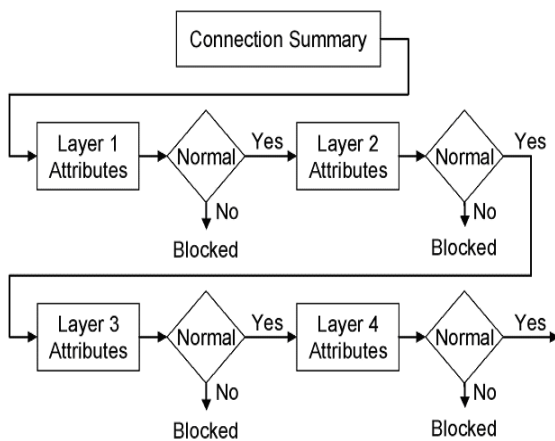 Connection Summary
Layer 1
Attributes
Normal
Yes
No
Blocked
Layer 2
Attributes
Normal
Yes
No
Blocked
Layer 3
Attributes
Normal
Yes
No
Blocked
Layer 4
Attributes
Normal
Yes
No
Blocked